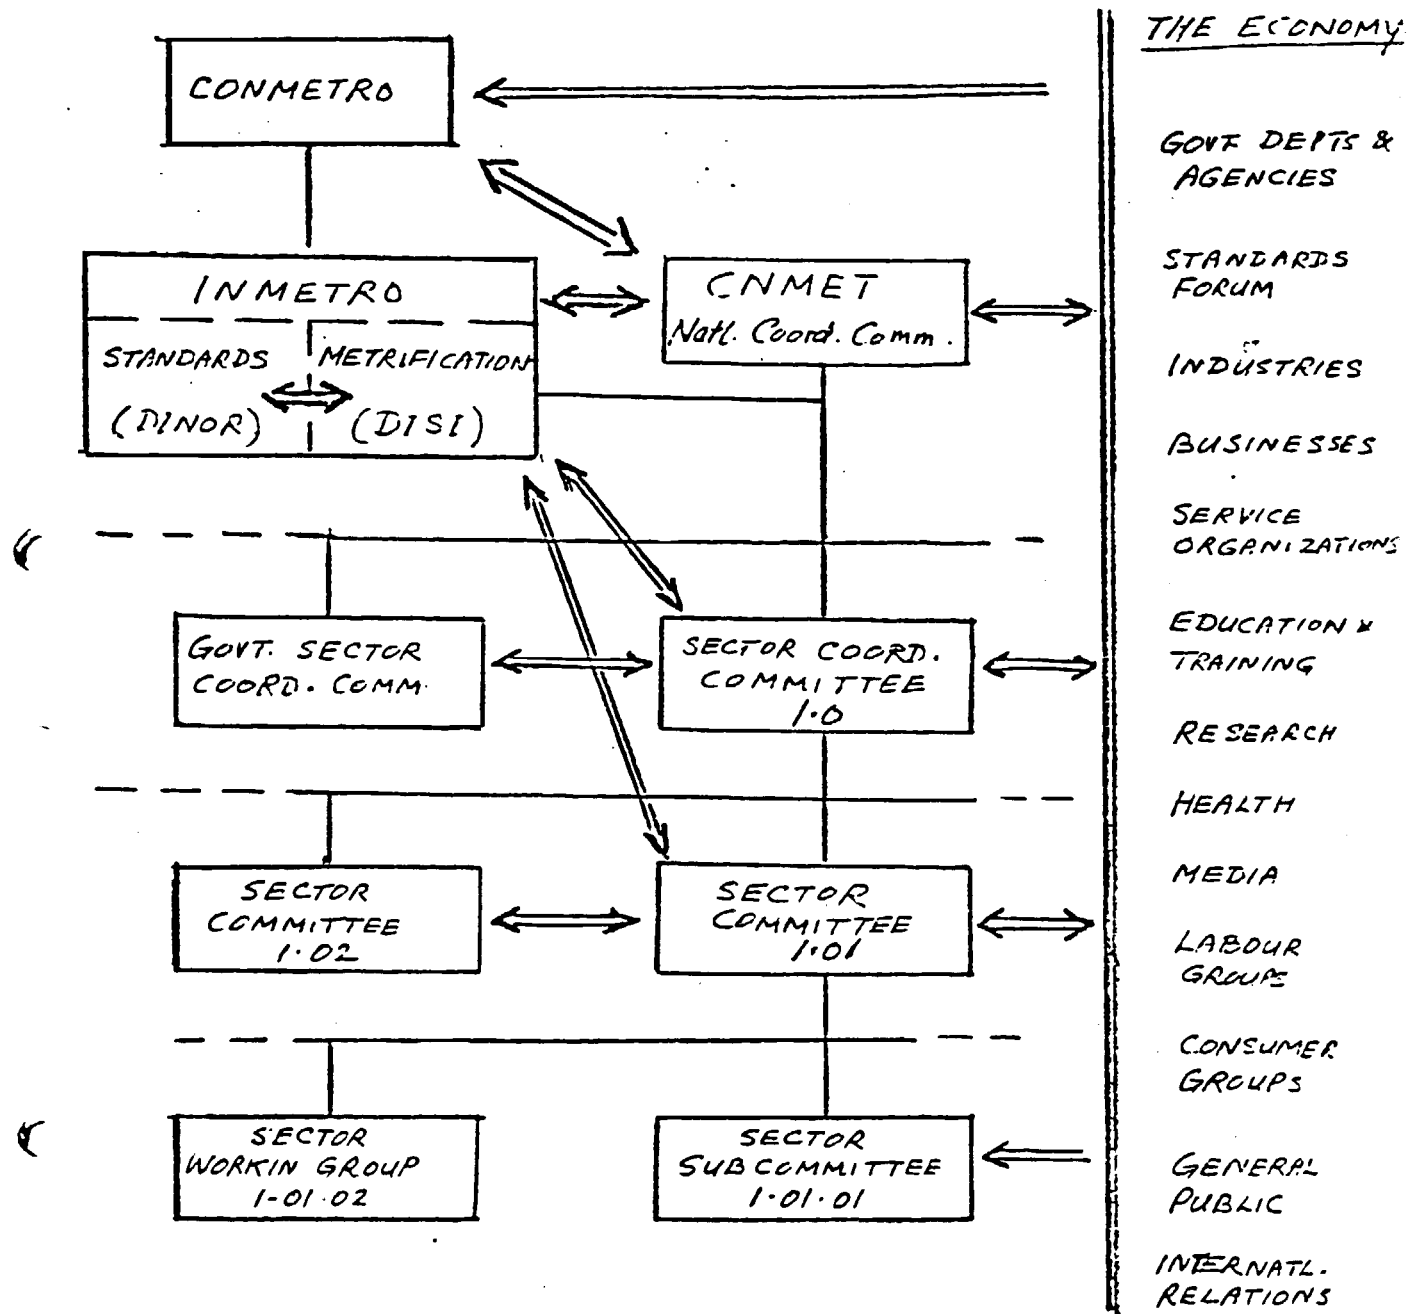 CONMETRO
INMETRO
STANDARDS
(DINOR)
METRIFICATION
(DISI)
CNMET
Natl. Coord. Comm.
GOVT. SECTOR
COORD. COMM.
SECTOR COORD.
COMMITTEE
1.0
SECTOR
COMMITTEE
1.02
SECTOR
COMMITTEE
1.01
SECTOR
WORKIN GROUP
1-01.02
SECTOR
SUBCOMMITTEE
1.01.01
THE ECONOMY
GOVT DEPTS &
AGENCIES
STANDARDS
FORUM
INDUSTRIES
BUSINESSES
SERVICE
ORGANIZATIONS
EDUCATION &
TRAINING
RESEARCH
HEALTH
MEDIA
LABOUR
GROUPS
CONSUMER
GROUPS
GENERAL
PUBLIC
INTERNATL.
RELATIONS